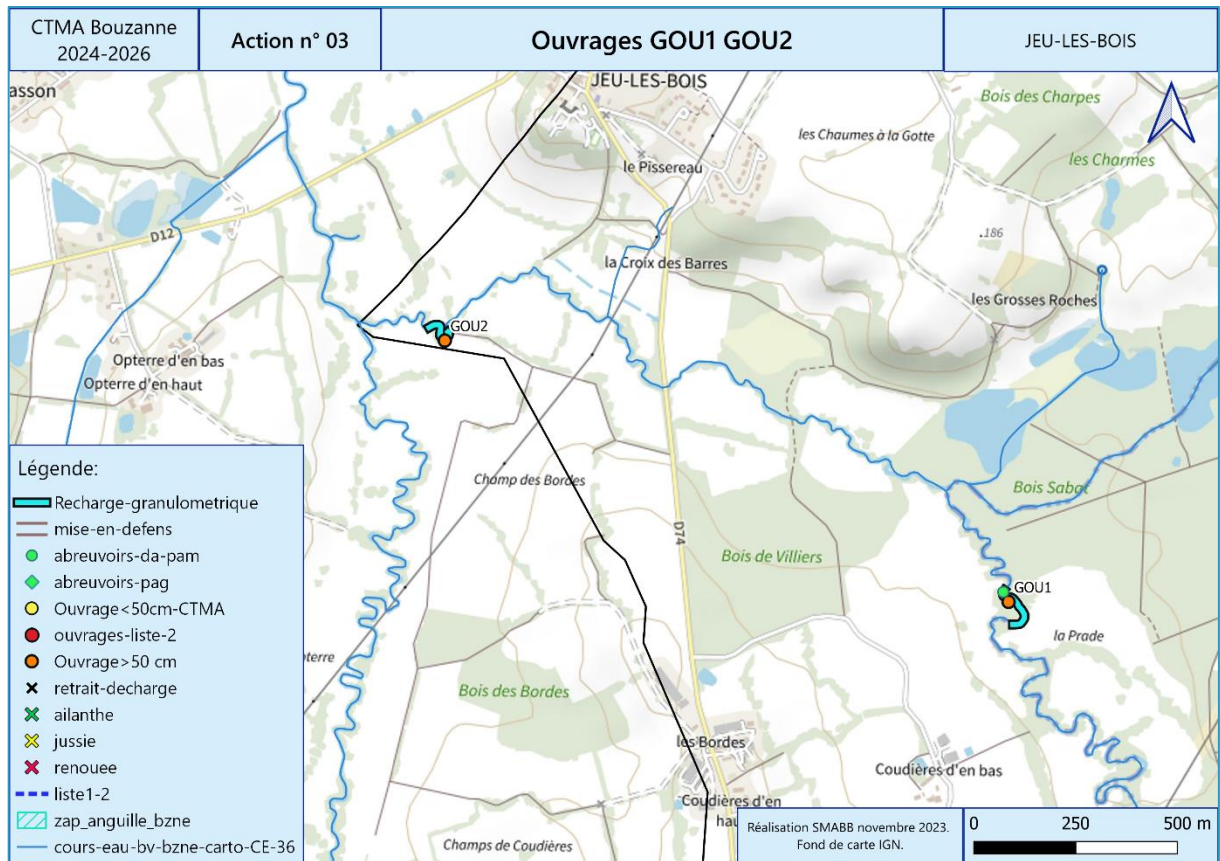 CTMA Bouzanne
2024-2026
Action n° 03
Ouvrages GOU1 GOU2
JEU-LES-BOIS
asson
JEU-LES-BOIS
Bois des Charpes
les Chaumes à la Gotte
les Charmes
le Pissereau
D12
186
la Croix des Barres
les Grosses Roches
GOU2
Opterre d'en bas
Opterre d'en haut
Champ des Bordes
Bois Sabot
D74
Bois de Villiers
GOU1
la Prade
terre
Bois des Bordes
les Bordes
Coudières d'en bas
Coudières d'en
hau
Champs de Coudières
Légende:
Recharge-granulometrique
mise-en-defens
abreuvoirs-da-pam
abreuvoirs-pag
Ouvrage<50cm-CTMA
ouvrages-liste-2
Ouvrage>50 cm
retrait-decharge
ailanthe
jussie
renouee
liste1-2
zap_anguille_bzne
cours-eau-bv-bzne-carto-CE-36
Réalisation SMABB novembre 2023.
Fond de carte IGN.
0 250 500 m